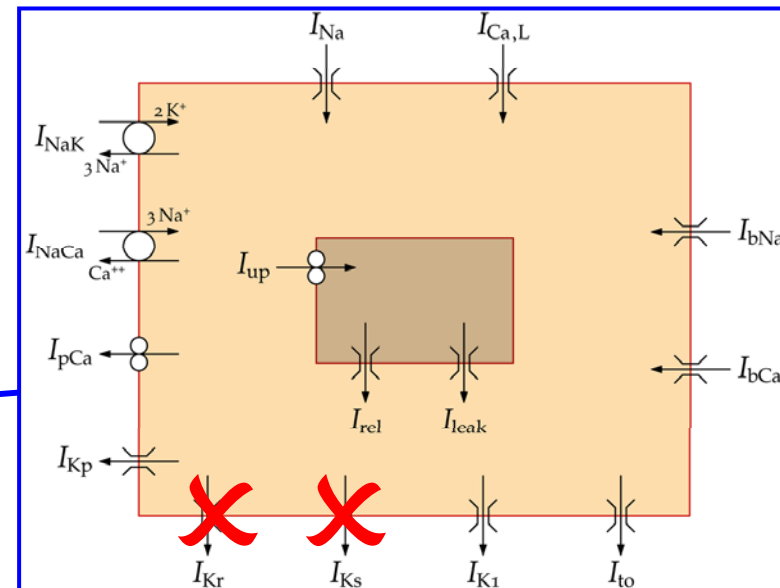 I_Na
I_Ca,L
2 K⁺
I_NaK
3 Na⁺
3 Na⁺
I_NaCa
Ca⁺⁺
I_bNa
I_up
I_pCa
I_bCa
I_rel
I_leak
I_Kp
I_Kr
I_Ks
I_K1
I_to